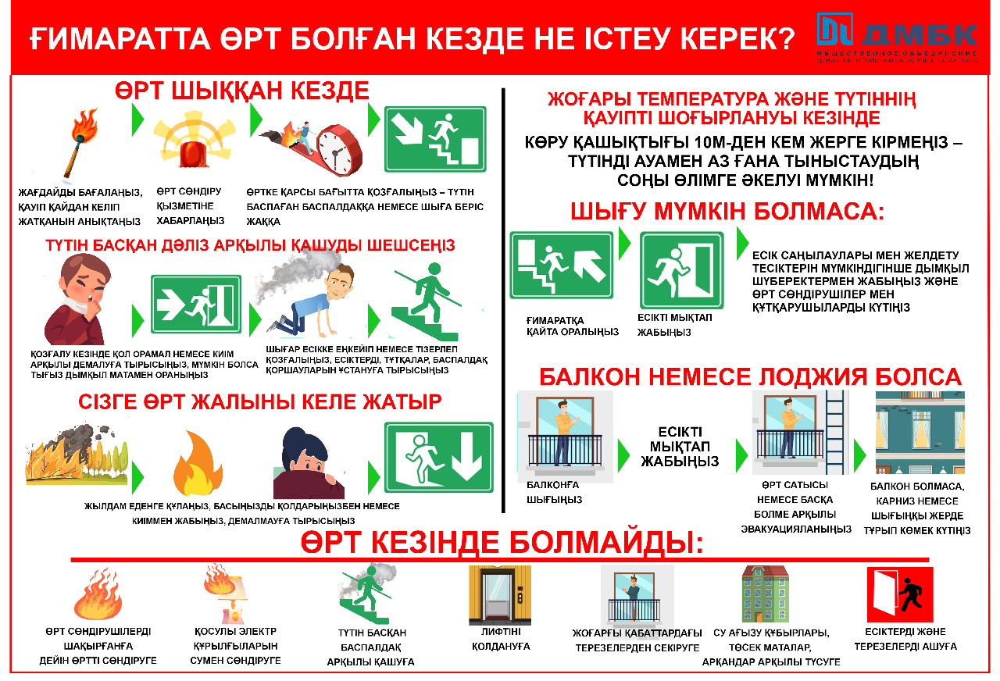 ҒИМАРАТТА ӨРТ БОЛҒАН КЕЗДЕ НЕ ІСТЕУ КЕРЕК?
ДМБК
ОБЩЕСТВЕННОЕ ОБЪЕДИНЕНИЕ
ДВИЖЕНИЕ МОЛОДЕЖИ ЗА БУДУЩЕЕ КАЗАХСТАНА
ӨРТ ШЫҚҚАН КЕЗДЕ
ЖАҒДАЙДЫ БАҒАЛАҢЫЗ,
ҚАУІП ҚАЙДАН КЕЛІП
ЖАТҚАНЫН АНЫҚТАҢЫЗ
ӨРТ СӨНДІРУ
ҚЫЗМЕТІНЕ
ХАБАРЛАҢЫЗ
ӨРТКЕ ҚАРСЫ БАҒЫТТА ҚОЗҒАЛЫҢЫЗ – ТҮТІН
БАСПАҒАН БАСПАЛДАҚҚА НЕМЕСЕ ШЫҒА БЕРІС
ЖАҚҚА
ТҮТІН БАСҚАН ДӘЛІЗ АРҚЫЛЫ ҚАШУДЫ ШЕШСЕҢІЗ
ҚОЗҒАЛУ КЕЗІНДЕ ҚОЛ ОРАМАЛ НЕМЕСЕ КИІМ
АРҚЫЛЫ ДЕМАЛУҒА ТЫРЫСЫҢЫЗ, МҮМКІН БОЛСА
ТЫҒЫЗ ДЫМҚЫЛ МАТАМЕН ОРАНЫҢЫЗ
ШЫҒАР ЕСІККЕ ЕҢКЕЙІП НЕМЕСЕ ТІЗЕРЛЕП
ҚОЗҒАЛЫҢЫЗ, ЕСІКТЕРДІ, ТҰТҚАЛАР, БАСПАЛДАҚ
ҚОРШАУЛАРЫН ҰСТАНУҒА ТЫРЫСЫҢЫЗ
СІЗГЕ ӨРТ ЖАЛЫНЫ КЕЛЕ ЖАТЫР
ЖЫЛДАМ ЕДЕНГЕ ҚҰЛАҢЫЗ, БАСЫҢЫЗДЫ ҚОЛДАРЫҢЫЗБЕН НЕМЕСЕ
КИІММЕН ЖАБЫҢЫЗ, ДЕМАЛМАУҒА ТЫРЫСЫҢЫЗ
ЖОҒАРЫ ТЕМПЕРАТУРА ЖӘНЕ ТҮТІННІҢ
ҚАУІПТІ ШОҒЫРЛАНУЫ КЕЗІНДЕ
КӨРУ ҚАШЫҚТЫҒЫ 10М-ДЕН КЕМ ЖЕРГЕ КІРМЕҢІЗ –
ТҮТІНДІ АУАМЕН АЗ ҒАНА ТЫНЫСТАУДЫҢ
СОҢЫ ӨЛІМГЕ ӘКЕЛУІ МҮМКІН!
ШЫҒУ МҮМКІН БОЛМАСА:
ҒИМАРАТҚА
ҚАЙТА ОРАЛЫҢЫЗ
ЕСІКТІ МЫҚТАП
ЖАБЫҢЫЗ
ЕСІК САҢЫЛАУЛАРЫ МЕН ЖЕЛДЕТУ
ТЕСІКТЕРІН МҮМКІНДІГІНШЕ ДЫМҚЫЛ
ШҮБЕРЕКТЕРМЕН ЖАБЫҢЫЗ ЖӘНЕ
ӨРТ СӨНДІРУШІЛЕР МЕН
ҚҰТҚАРУШЫЛАРДЫ КҮТІҢІЗ
БАЛКОН НЕМЕСЕ ЛОДЖИЯ БОЛСА
БАЛКОНҒА
ШЫҒЫҢЫЗ
ЕСІКТІ
МЫҚТАП
ЖАБЫҢЫЗ
ӨРТ САТЫСЫ
НЕМЕСЕ БАСҚА
БОЛМЕ АРҚЫЛЫ
ЭВАКУАЦИЯЛАНЫҢЫЗ
БАЛКОН БОЛМАСА,
КАРНИЗ НЕМЕСЕ
ШЫҒЫҢҚЫ ЖЕРДЕ
ТҰРЫП КӨМЕК КҮТІҢІЗ
ӨРТ КЕЗІНДЕ БОЛМАЙДЫ:
ӨРТ СӨНДІРУШІЛЕРДІ
ШАҚЫРҒАНҒА
ДЕЙІН ӨРТТІ СӨНДІРУГЕ
ҚОСУЛЫ ЭЛЕКТР
ҚҰРЫЛҒЫЛАРЫН
СУМЕН СӨНДІРУГЕ
ТҮТІН БАСҚАН
БАСПАЛДАҚ
АРҚЫЛЫ ҚАШУҒА
ЛИФТІНІ
ҚОЛДАНУҒА
ЖОҒАРҒЫ ҚАБАТТАРДАҒЫ
ТЕРЕЗЕЛЕРДЕН СЕКІРУГЕ
СУ АҒЫЗУ ҚҰБЫРЛАРЫ,
ТӨСЕК МАТАЛАР,
АРҚАНДАР АРҚЫЛЫ ТҮСУГЕ
ЕСІКТЕРДІ ЖӘНЕ
ТЕРЕЗЕЛЕРДІ АШУҒА